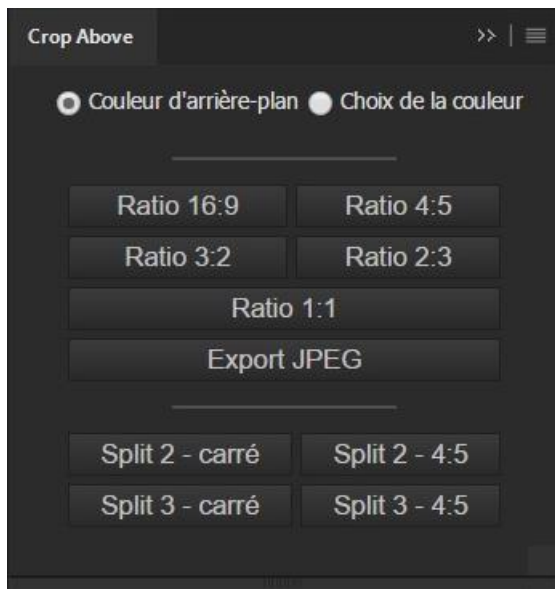 Crop Above
Couleur d'arrière-plan Choix de la couleur
Ratio 16:9 Ratio 4:5
Ratio 3:2 Ratio 2:3
Ratio 1:1
Export JPEG
Split 2 - carré Split 2 - 4:5
Split 3 - carré Split 3 - 4:5